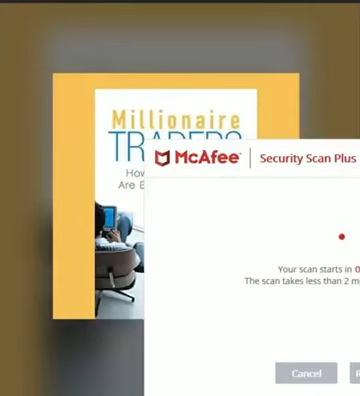 Millionaire
TRADERS
How
Are E
McAfee
Security Scan Plus
Your scan starts in 0
The scan takes less than 2 m
Cancel
R